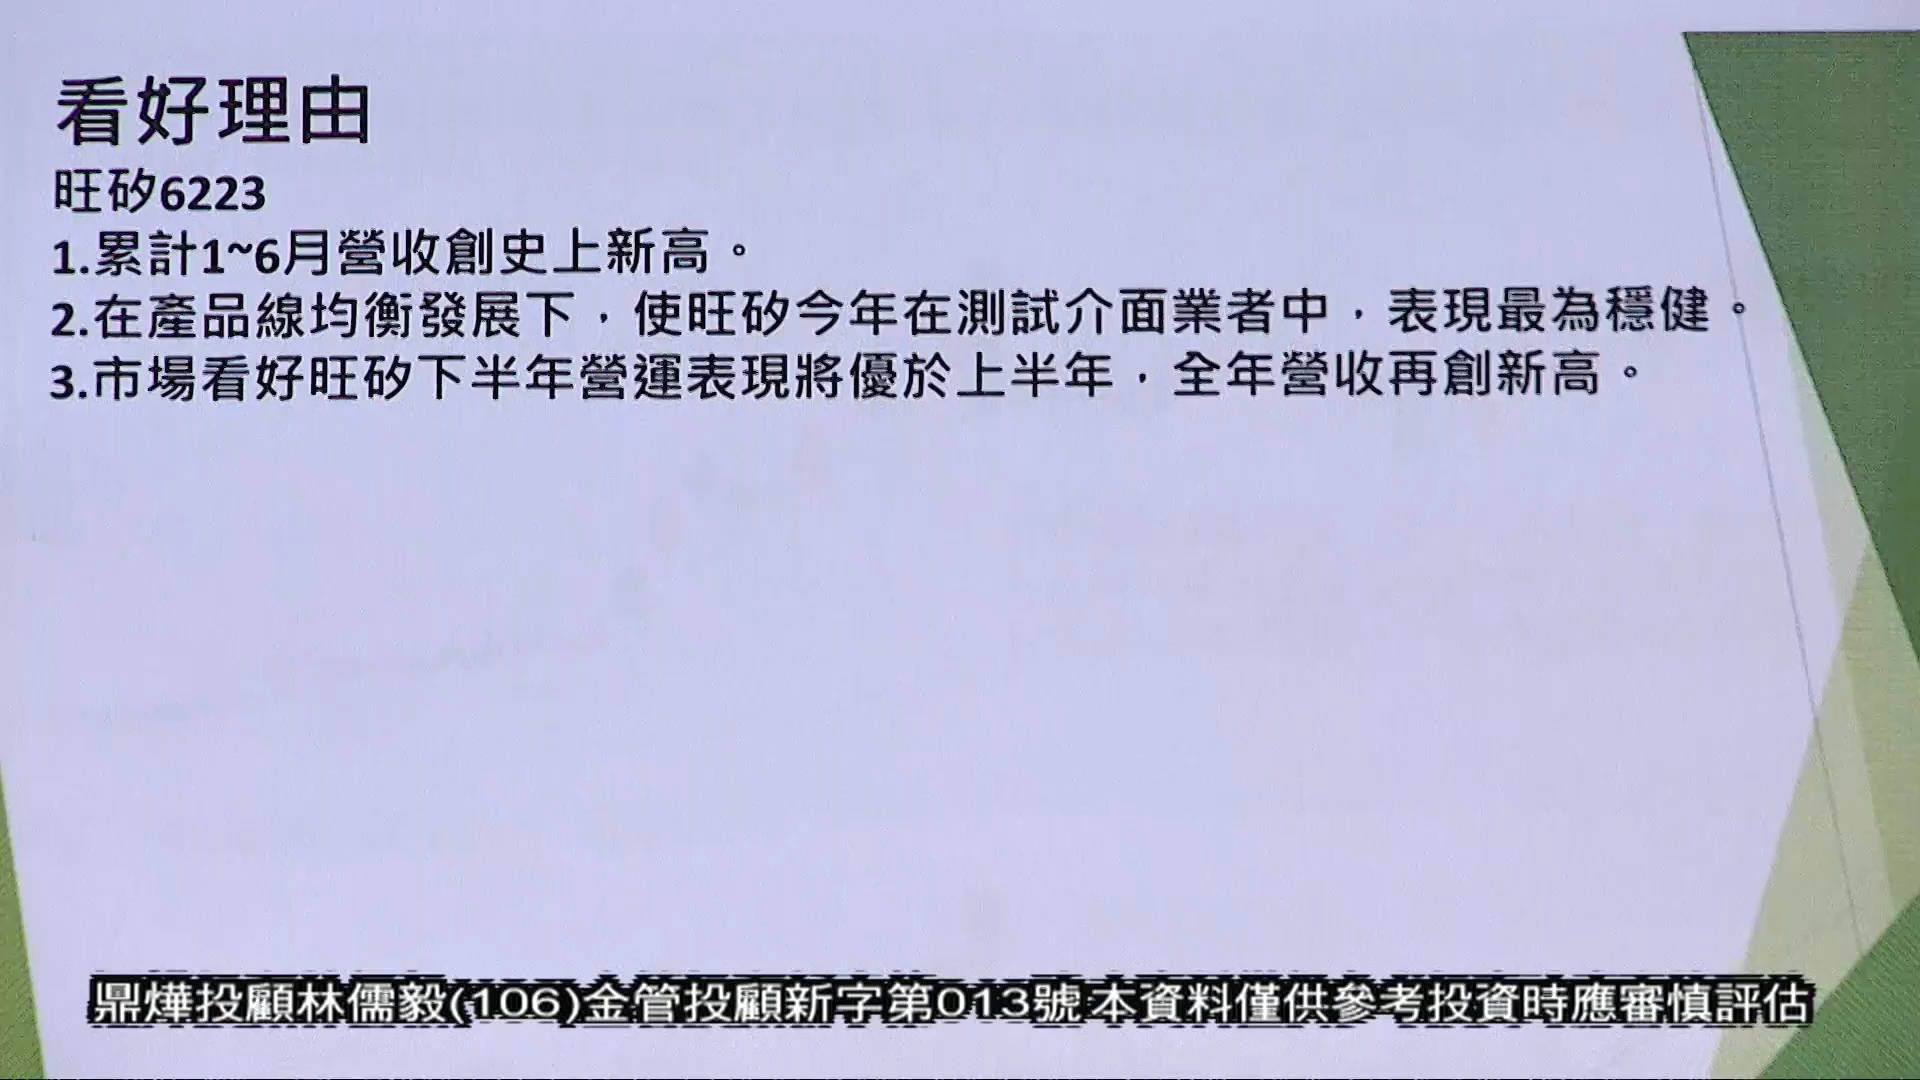 看好理由
旺矽6223
1.累計1~6月營收創史上新高。
2.在產品線均衡發展下，使旺矽今年在測試介面業者中，表現最為穩健。
3.市場看好旺矽下半年營運表現將優於上半年，全年營收再創新高。
鼎燁投顧林儒毅(106)金管投顧新字第013號 本資料僅供參考投資時應審慎評估